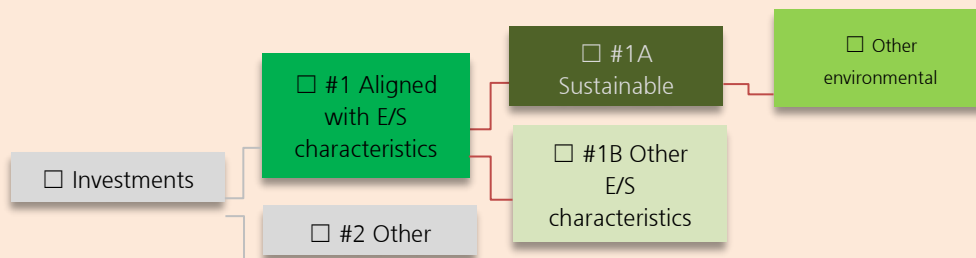 ☐ Investments
☐ #1 Aligned
with E/S
characteristics
☐ #2 Other
☐ #1A
Sustainable
☐ #1B Other
E/S
characteristics
☐ Other
environmental